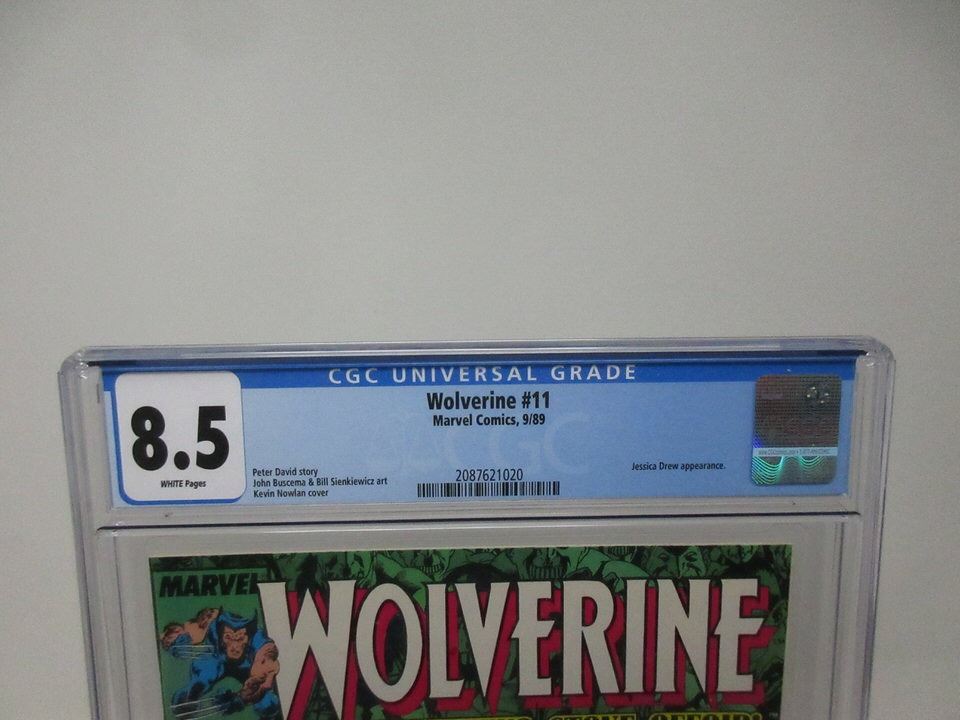 CGC UNIVERSAL GRADE
8.5
WHITE Pages
Wolverine #11
Marvel Comics, 9/89
Peter David story
John Buscema & Bill Sienkiewicz art
Kevin Nowlan cover
2087621020
Jessica Drew appearance.
CGC
MARVEL
WOLVERINE